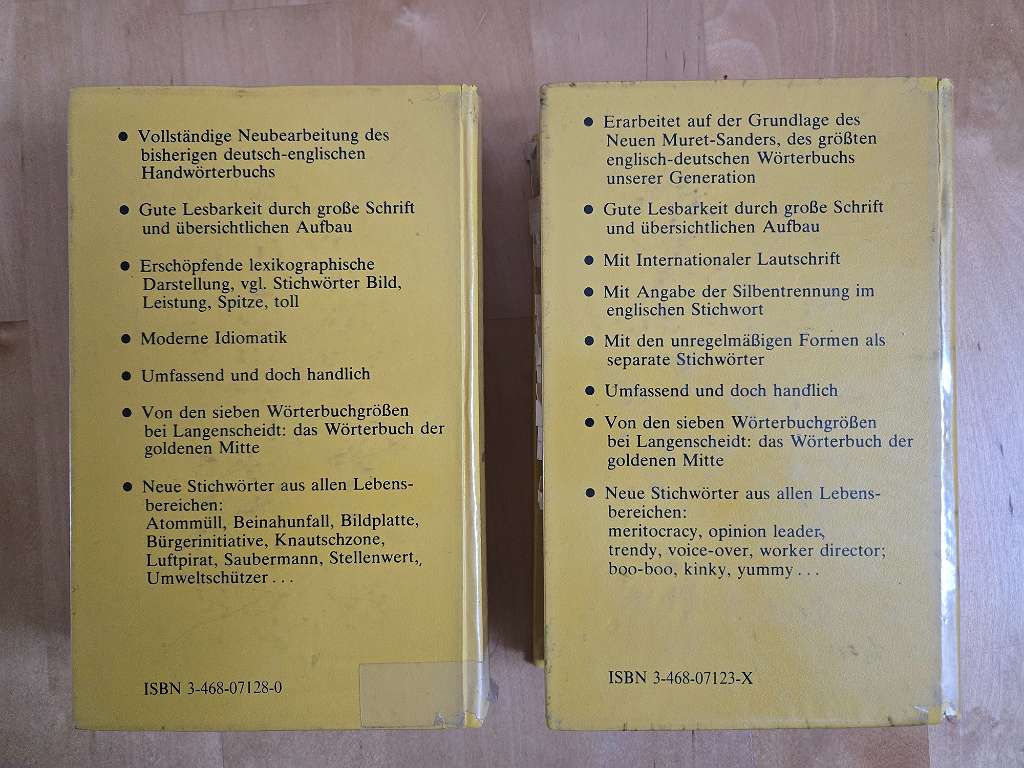 ● Vollständige Neubearbeitung des
bisherigen deutsch-englischen
Handwörterbuchs
● Gute Lesbarkeit durch große Schrift
und übersichtlichen Aufbau
● Erschöpfende lexikographische
Darstellung, vgl. Stichwörter Bild,
Leistung, Spitze, toll
● Moderne Idiomatik
● Umfassend und doch handlich
● Von den sieben Wörterbuchgrößen
bei Langenscheidt: das Wörterbuch der
goldenen Mitte
● Neue Stichwörter aus allen Lebens-
bereichen:
Atommüll, Beinahunfall, Bildplatte,
Bürgerinitiative, Knautschzone,
Luftpirat, Saubermann, Stellenwert,
Umweltschützer...
ISBN 3-468-07128-0
● Erarbeitet auf der Grundlage des
Neuen Muret-Sanders, des größten
englisch-deutschen Wörterbuchs
unserer Generation
● Gute Lesbarkeit durch große Schrift
und übersichtlichen Aufbau
● Mit Internationaler Lautschrift
● Mit Angabe der Silbentrennung im
englischen Stichwort
● Mit den unregelmäßigen Formen als
separate Stichwörter
● Umfassend und doch handlich
● Von den sieben Wörterbuchgrößen
bei Langenscheidt: das Wörterbuch der
goldenen Mitte
● Neue Stichwörter aus allen Lebens-
bereichen:
meritocracy, opinion leader,
trendy, voice-over, worker director;
boo-boo, kinky, yummy...
ISBN 3-468-07123-X